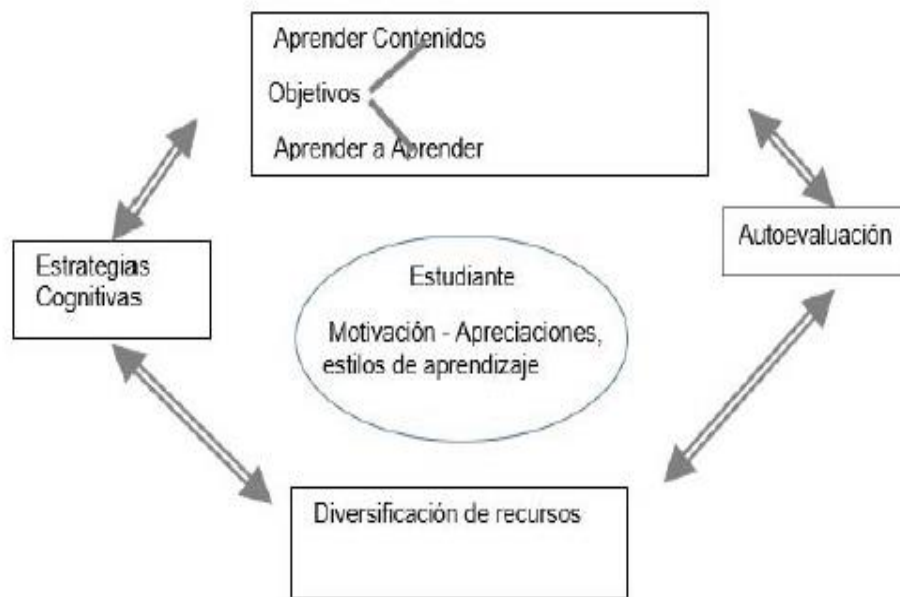 Aprender Contenidos
Objetivos
Aprender a Aprender
Estrategias
Cognitivas
Autoevaluación
Estudiante
Motivación - Apreciaciones,
estilos de aprendizaje
Diversificación de recursos